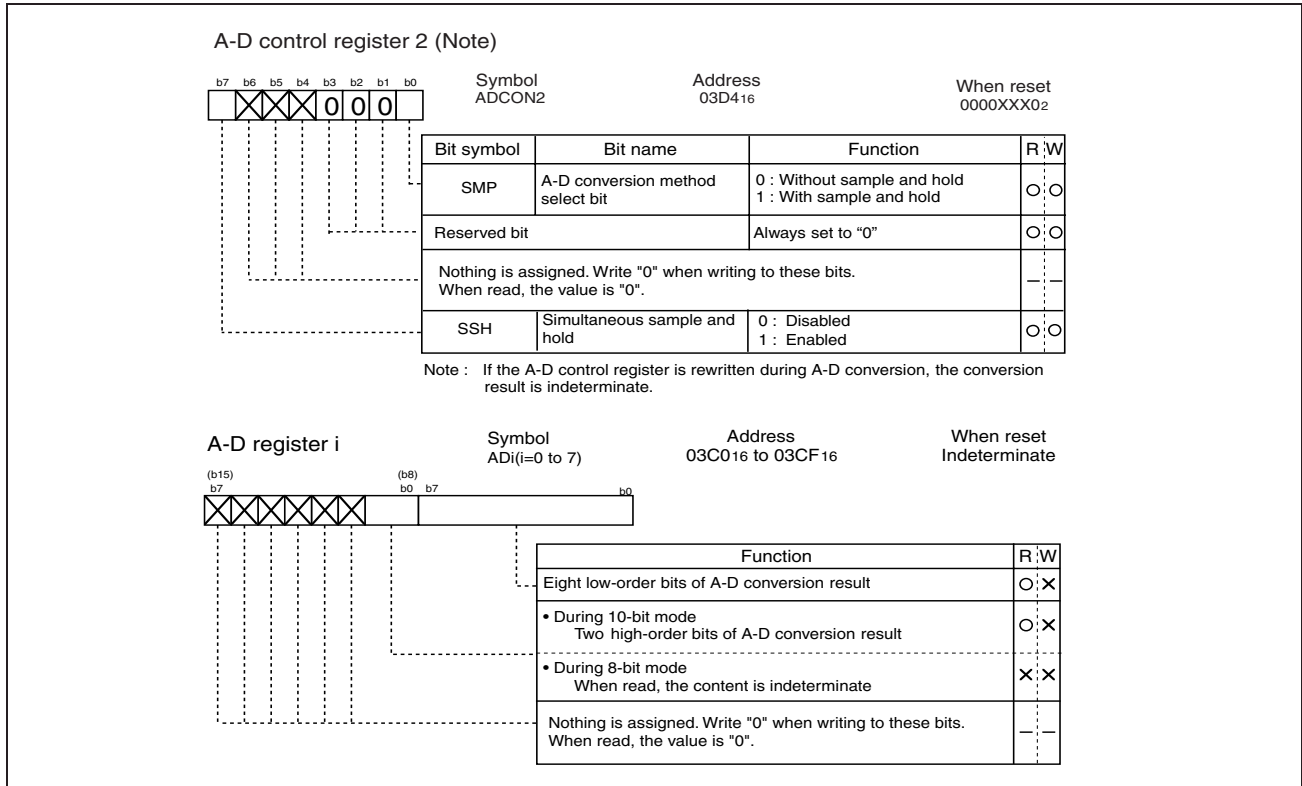 A-D control register 2 (Note)
b7 b6 b5 b4 b3 b2 b1 b0
0 0 0
Symbol Address When reset
ADCON2 03D416 0000XXX02
Bit symbol Bit name Function R W
SMP A-D conversion method select bit 0 : Without sample and hold
1 : With sample and hold
Reserved bit Always set to “0”
Nothing is assigned. Write "0" when writing to these bits.
When read, the value is "0".
SSH Simultaneous sample and hold 0 : Disabled
1 : Enabled
Note : If the A-D control register is rewritten during A-D conversion, the conversion
result is indeterminate.
A-D register i
Symbol Address When reset
ADi(i=0 to 7) 03C016 to 03CF16 Indeterminate
(b15) (b8)
b7 b0 b7 b0
Function R W
Eight low-order bits of A-D conversion result
• During 10-bit mode
Two high-order bits of A-D conversion result
• During 8-bit mode
When read, the content is indeterminate
Nothing is assigned. Write "0" when writing to these bits.
When read, the value is "0".